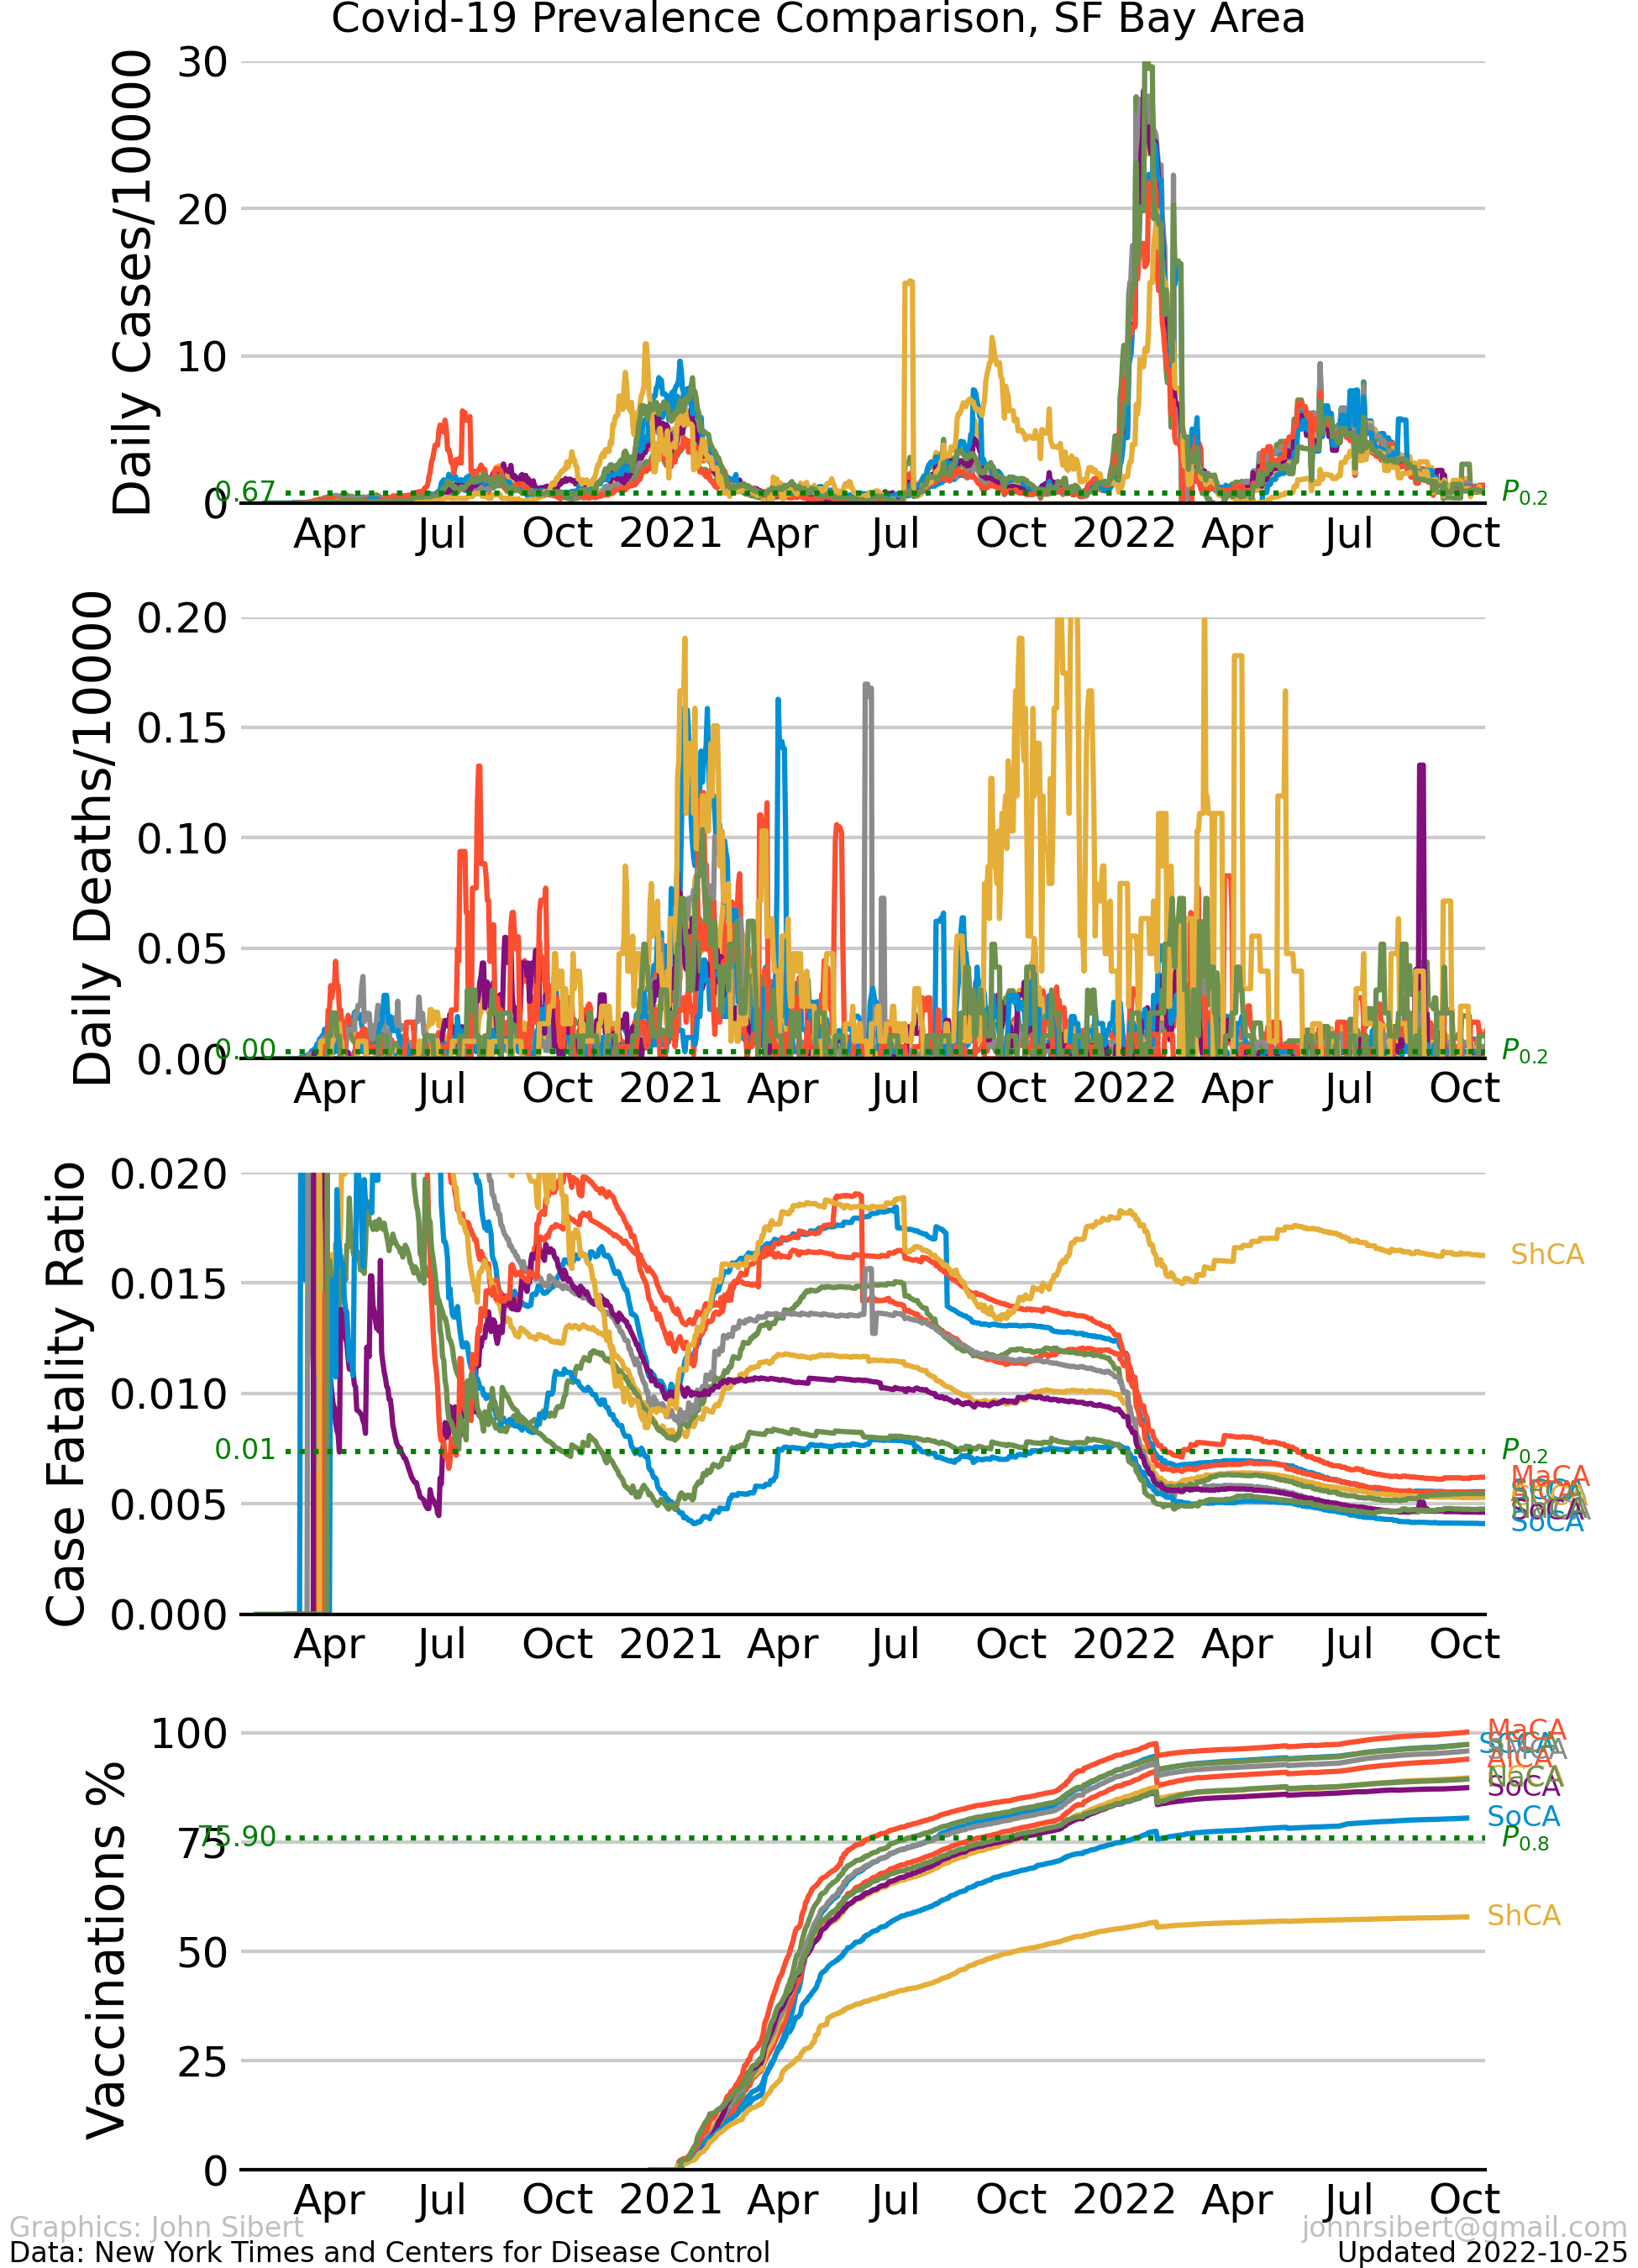 Covid-19 Prevalence Comparison, SF Bay Area
Daily Cases/10000
30
20
10
0
0.67
P0.2
Apr Jul Oct 2021 Apr Jul Oct 2022 Apr Jul Oct
Daily Deaths/10000
0.20
0.15
0.10
0.05
0.00
0.00
P0.2
Apr Jul Oct 2021 Apr Jul Oct 2022 Apr Jul Oct
Case Fatality Ratio
0.020
0.015
0.010
0.005
0.000
0.01
ShCA
P0.2
MaCA
SoCA
SoCA
Apr Jul Oct 2021 Apr Jul Oct 2022 Apr Jul Oct
Vaccinations %
100
75
50
25
0
75.90
MaCA
AlCA
NaCA
SoCA
SoCA
P0.8
ShCA
Apr Jul Oct 2021 Apr Jul Oct 2022 Apr Jul Oct
Graphics: John Sibert
johnrsibert@gmail.com
Data: New York Times and Centers for Disease Control
Updated 2022-10-25